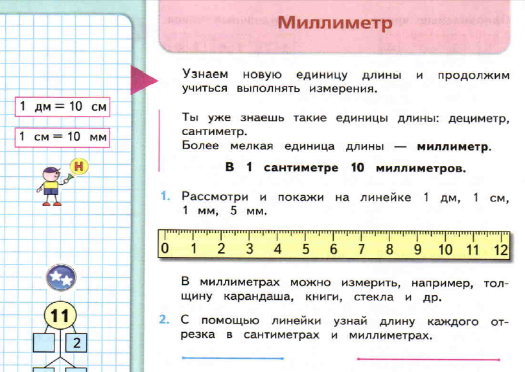 Миллиметр
Узнаем новую единицу длины и продолжим
учиться выполнять измерения.
1 дм = 10 см
1 см = 10 мм
Н
Ты уже знаешь такие единицы длины: дециметр,
сантиметр.
Более мелкая единица длины — миллиметр.
В 1 сантиметре 10 миллиметров.
1. Рассмотри и покажи на линейке 1 дм, 1 см,
1 мм, 5 мм.
0 1 2 3 4 5 6 7 8 9 10 11 12
В миллиметрах можно измерить, например, тол-
щину карандаша, книги, стекла и др.
11
2
2. С помощью линейки узнай длину каждого от-
резка в сантиметрах и миллиметрах.